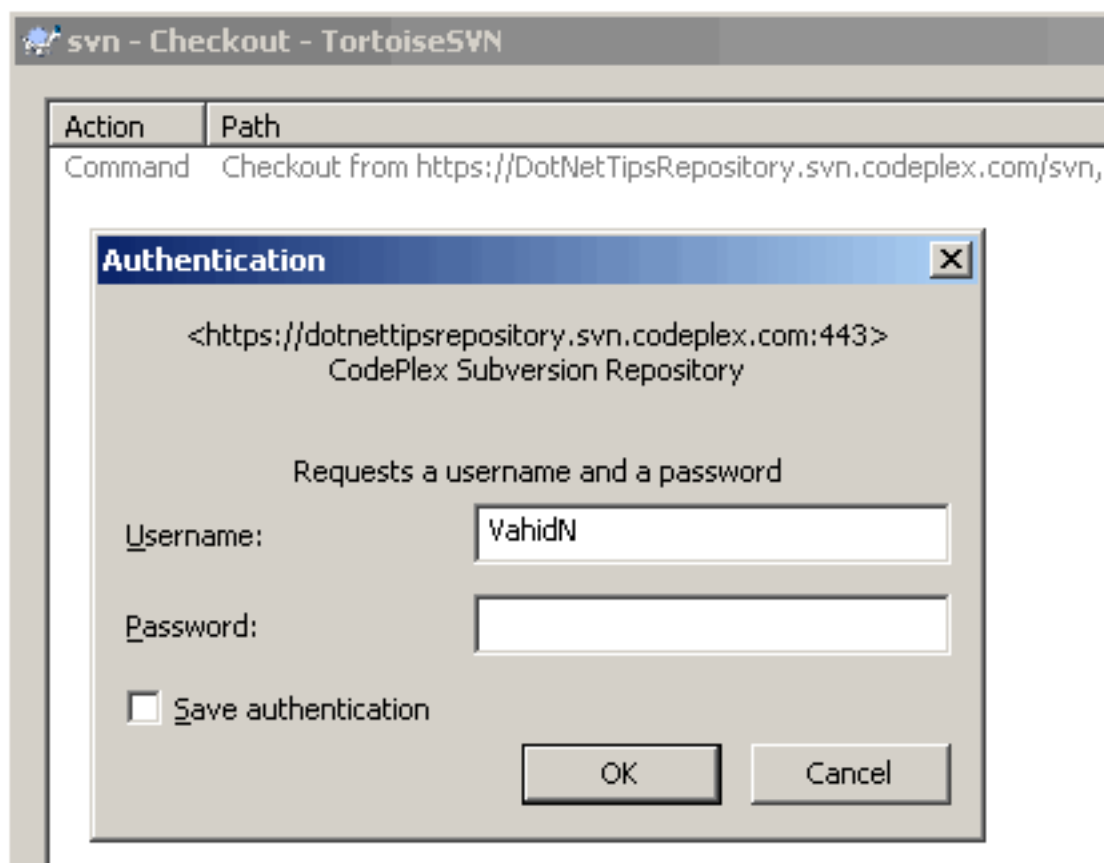 svn - Checkout - TortoiseSVN
Action Path
Command Checkout from https://DotNetTipsRepository.svn.codeplex.com/svn,
Authentication
<https://dotnettipsrepository.svn.codeplex.com:443>
CodePlex Subversion Repository
Requests a username and a password
Username: VahidN
Password:
Save authentication
OK Cancel